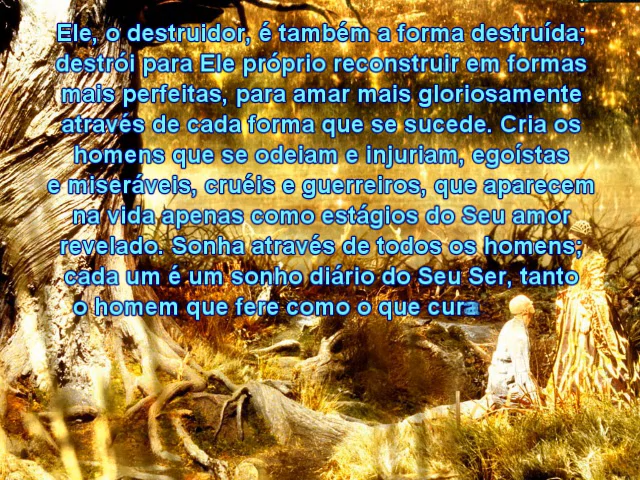 Ele, o destruidor, é também a forma destruída;
destrói para Ele próprio reconstruir em formas
mais perfeitas, para amar mais gloriosamente
através de cada forma que se sucede. Cria os
homens que se odeiam e injuriam, egoístas
e miseráveis, cruéis e guerreiros, que aparecem
na vida apenas como estágios do Seu amor
revelado. Sonha através de todos os homens;
cada um é um sonho diário do Seu Ser, tanto
o homem que fere como o que cura